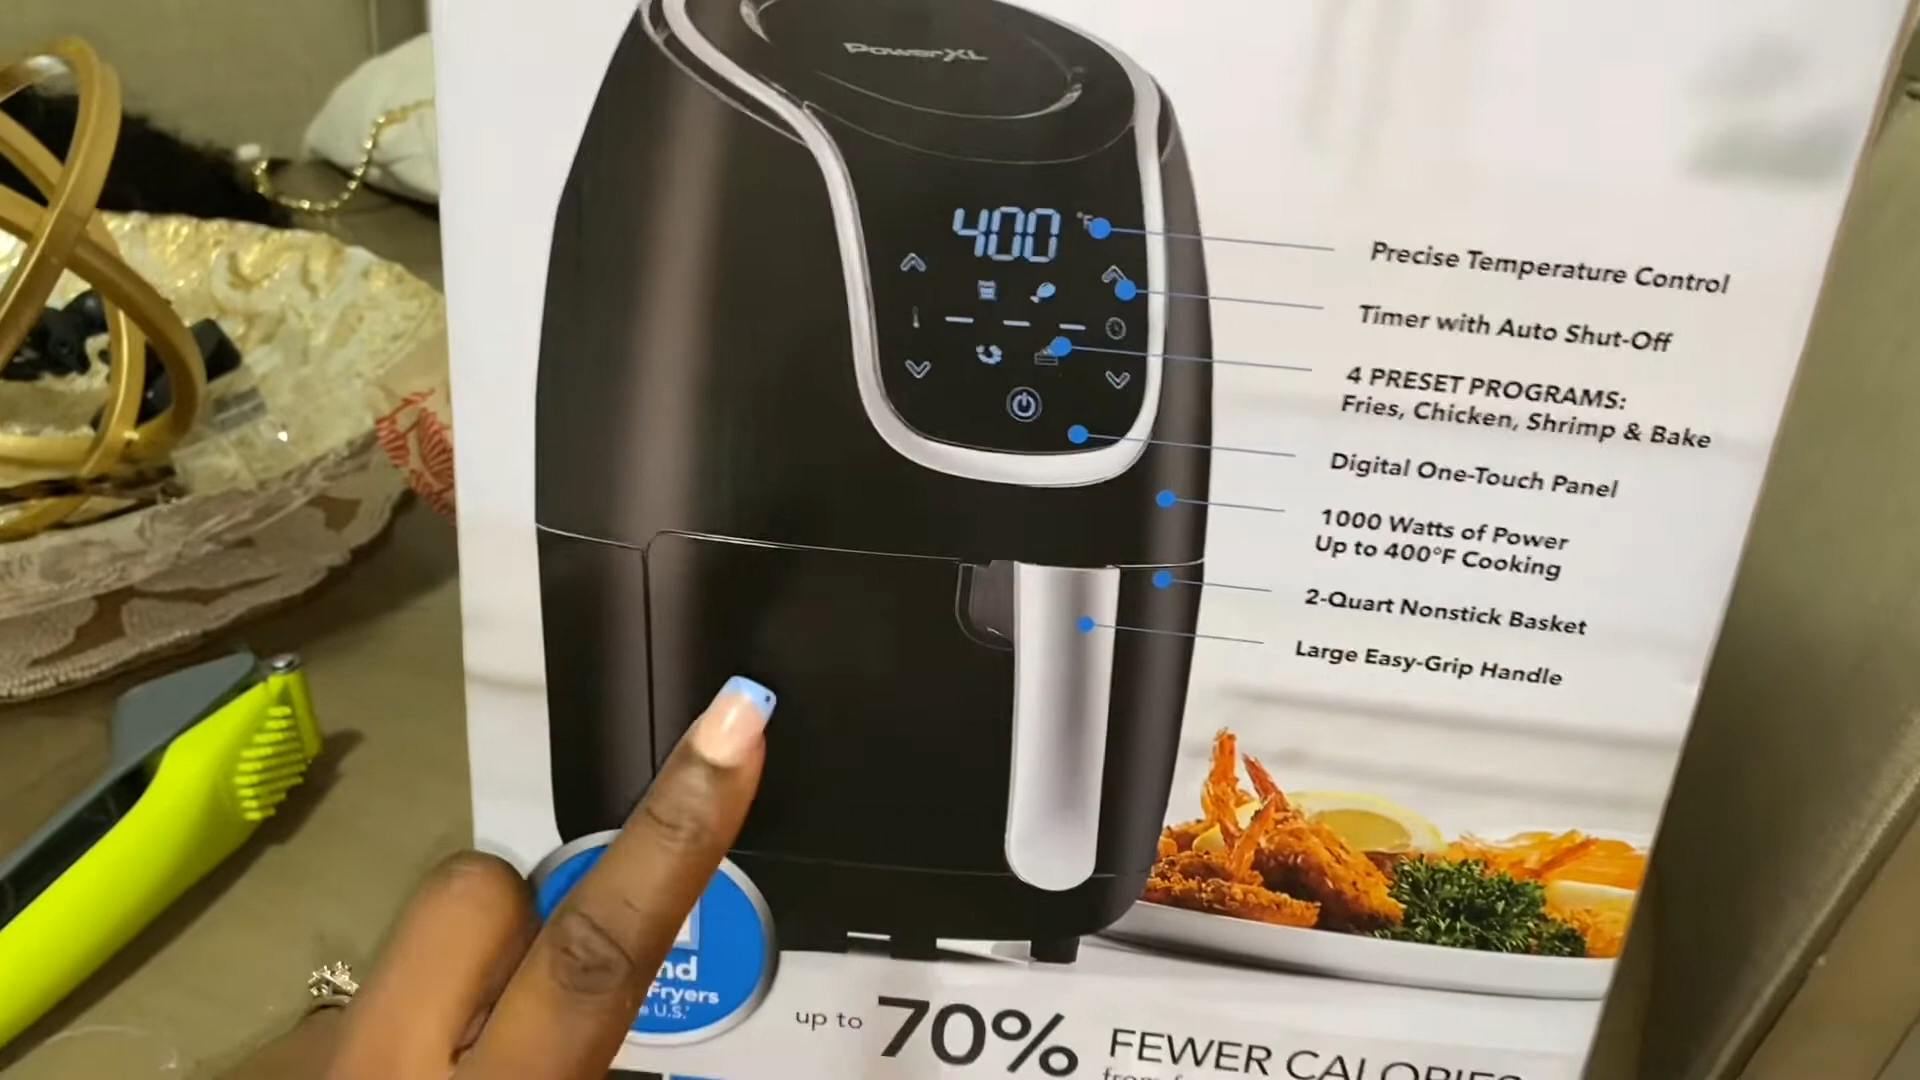 PowerXL
400 °F
Precise Temperature Control
Timer with Auto Shut-Off
4 PRESET PROGRAMS:
Fries, Chicken, Shrimp & Bake
Digital One-Touch Panel
1000 Watts of Power
Up to 400°F Cooking
2-Quart Nonstick Basket
Large Easy-Grip Handle
Fryers
U.S.
up to 70% FEWER CALORIES